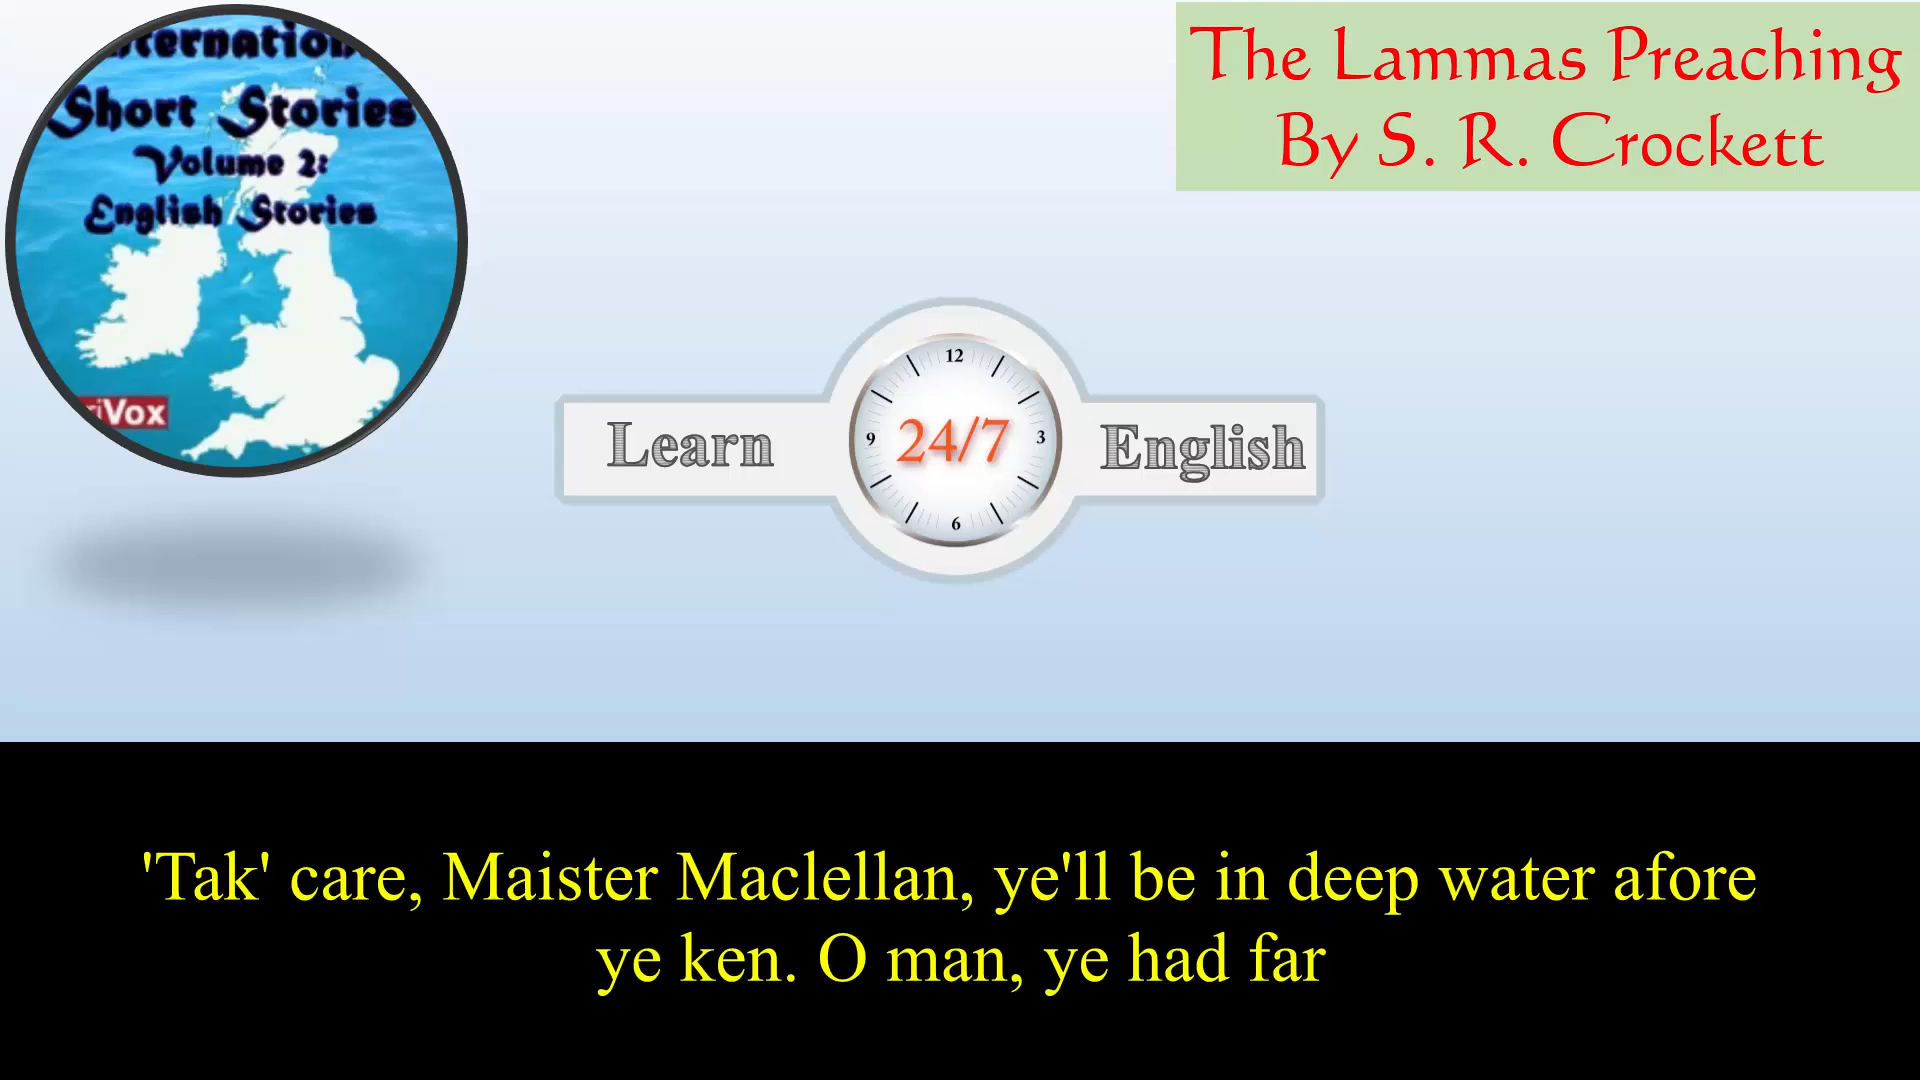 Short Stories
Volume 2:
English Stories
Vox
The Lammas Preaching
By S. R. Crockett
Learn
24/7
English
12
3
6
9
'Tak' care, Maister Maclellan, ye'll be in deep water afore
ye ken. O man, ye had far